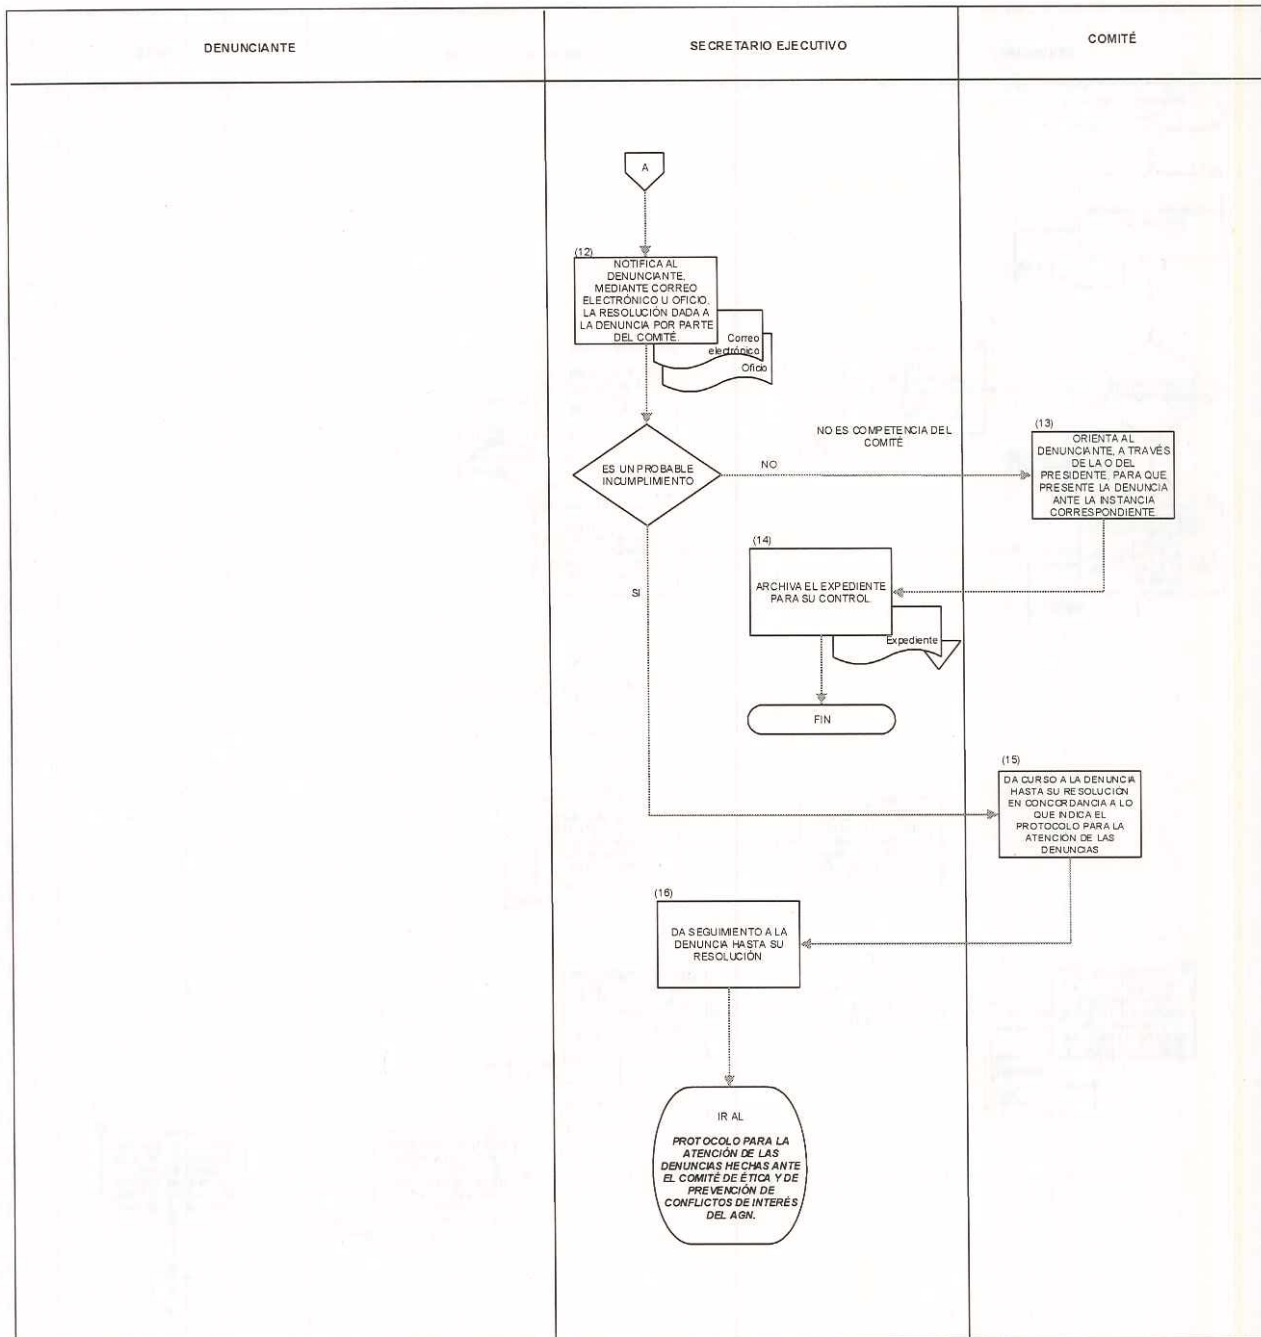 DENUNCIANTE
SECRETARIO EJECUTIVO
COMITÉ
A
(12)
NOTIFICA AL
DENUNCIANTE,
MEDIANTE CORREO
ELECTRÓNICO U OFICIO,
LA RESOLUCIÓN DADA A
LA DENUNCIA POR PARTE
DEL COMITÉ.
Correo
electrónico
Oficio
ES UN PROBABLE
INCUMPLIMIENTO
NO
NO ES COMPETENCIA DEL
COMITÉ
(13)
ORIENTA AL
DENUNCIANTE, A TRAVÉS
DE LA O DEL
PRESIDENTE, PARA QUE
PRESENTE LA DENUNCIA
ANTE LA INSTANCIA
CORRESPONDIENTE
(14)
ARCHIVA EL EXPEDIENTE
PARA SU CONTROL
Expediente
SI
FIN
(15)
DA CURSO A LA DENUNCIA
HASTA SU RESOLUCIÓN
EN CONCORDANCIA A LO
QUE INDICA EL
PROTOCOLO PARA LA
ATENCIÓN DE LAS
DENUNCIAS
(16)
DA SEGUIMIENTO A LA
DENUNCIA HASTA SU
RESOLUCIÓN
IR AL
PROTOCOLO PARA LA
ATENCIÓN DE LAS
DENUNCIAS HECHAS ANTE
EL COMITÉ DE ÉTICA Y DE
PREVENCIÓN DE
CONFLICTOS DE INTERÉS
DEL AGN.